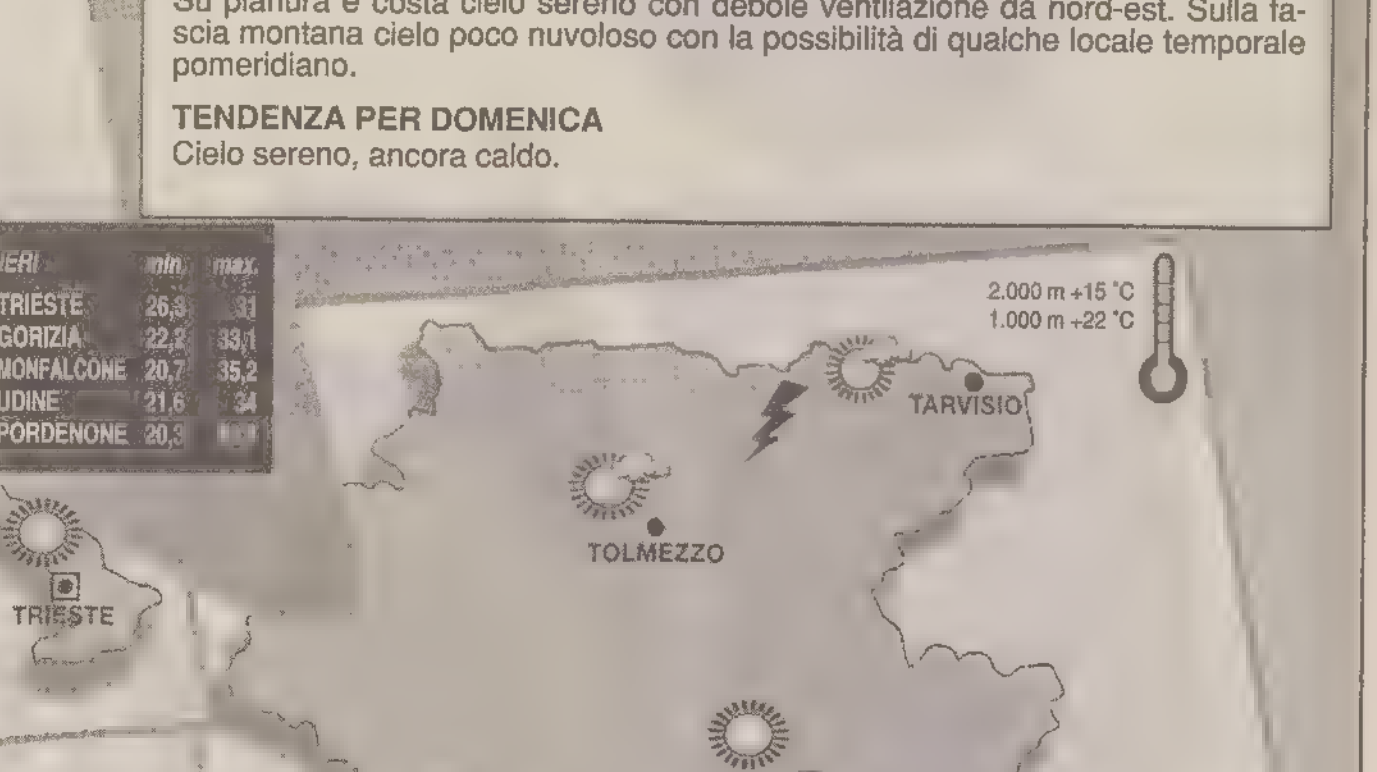 Su pianura e costa cielo sereno con debole ventilazione da nord-est. Sulla fa-
scia montana cielo poco nuvoloso con la possibilità di qualche locale temporale
pomeridiano.
TENDENZA PER DOMENICA
Cielo sereno, ancora caldo.
IERI min. max.
TRIESTE 26,3 31
GORIZIA 22,2 33,1
MONFALCONE 20,7 35,2
UDINE 21,6 34
PORDENONE 20,3
2.000 m +15 °C
1.000 m +22 °C
TARVISIO
TOLMEZZO
TRIESTE